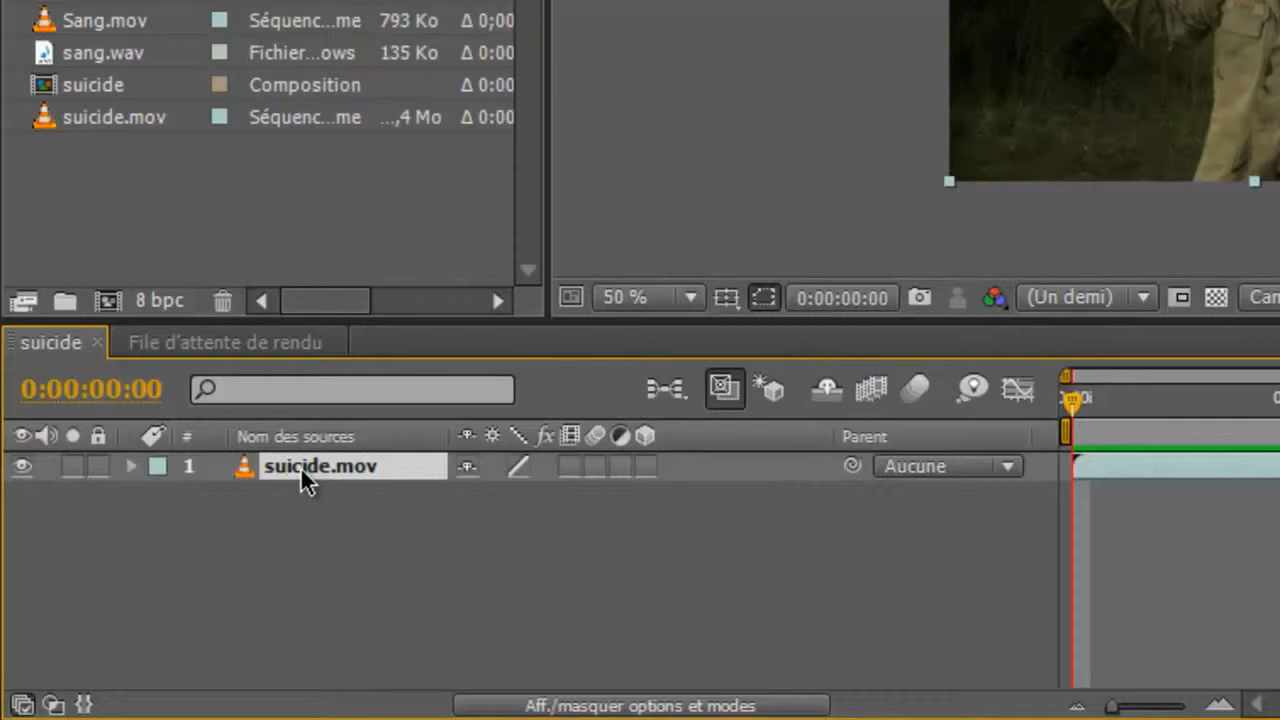 Sang.mov Séquenc...me 793 Ko Δ 0;00
sang.wav Fichier...ows 135 Ko Δ 0:00
suicide Composition Δ 0:00
suicide.mov Séquenc...me ...,4 Mo Δ 0:00
8 bpc
50 % 0:00:00:00 (Un demi) Can
suicide × File d'attente de rendu
0:00:00:00
# Nom des sources fx Parent
1 suicide.mov Aucune
Aff./masquer options et modes